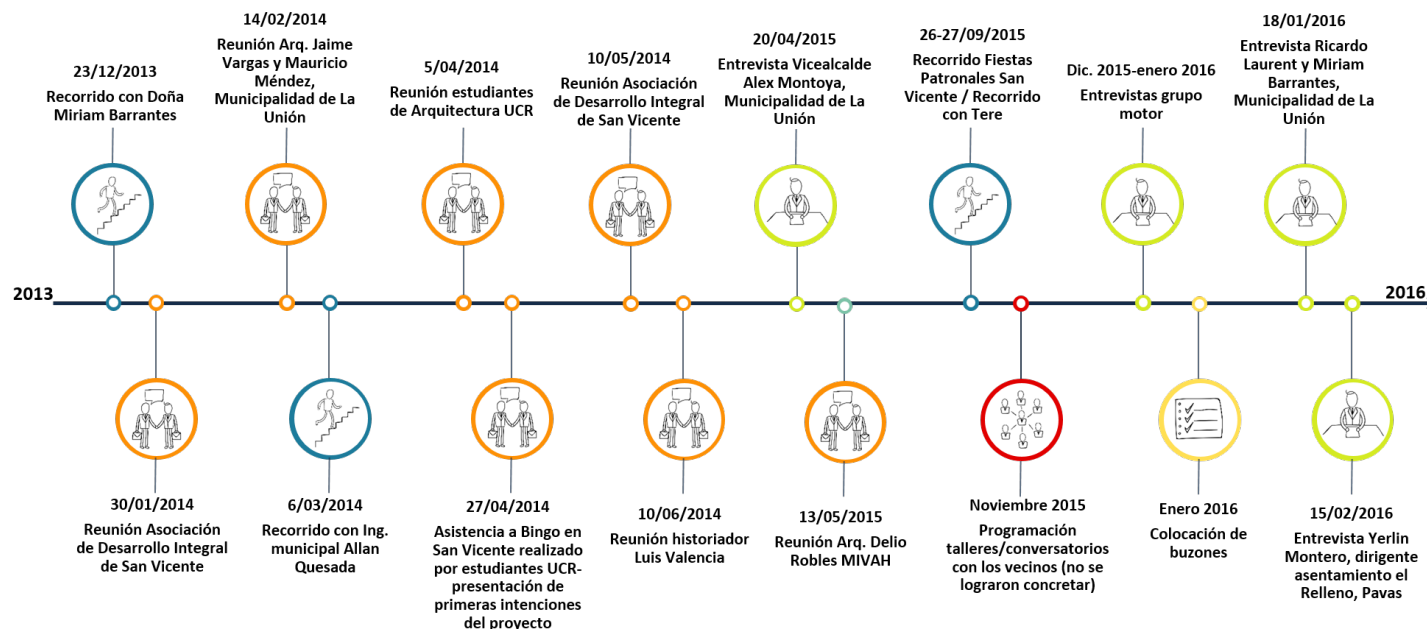 23/12/2013
Recorrido con Doña
Miriam Barrantes
14/02/2014
Reunión Arq. Jaime
Vargas y Mauricio
Méndez,
Municipalidad de La
Unión
5/04/2014
Reunión estudiantes
de Arquitectura UCR
10/05/2014
Reunión Asociación
de Desarrollo Integral
de San Vicente
20/04/2015
Entrevista Vicealcalde
Alex Montoya,
Municipalidad de La
Unión
26-27/09/2015
Recorrido Fiestas
Patronales San
Vicente / Recorrido
con Tere
Dic. 2015-enero 2016
Entrevistas grupo
motor
18/01/2016
Entrevista Ricardo
Laurent y Miriam
Barrantes,
Municipalidad de La
Unión
2013
2016
30/01/2014
Reunión Asociación
de Desarrollo Integral
de San Vicente
6/03/2014
Recorrido con Ing.
municipal Allan
Quesada
27/04/2014
Asistencia a Bingo en
San Vicente realizado
por estudiantes UCR-
presentación de
primeras intenciones
del proyecto
10/06/2014
Reunión historiador
Luis Valencia
13/05/2015
Reunión Arq. Delio
Robles MIVAH
Noviembre 2015
Programación
talleres/conversatorios
con los vecinos (no se
lograron concretar)
Enero 2016
Colocación de
buzones
15/02/2016
Entrevista Yerlin
Montero, dirigente
asentamiento el
Relleno, Pavas